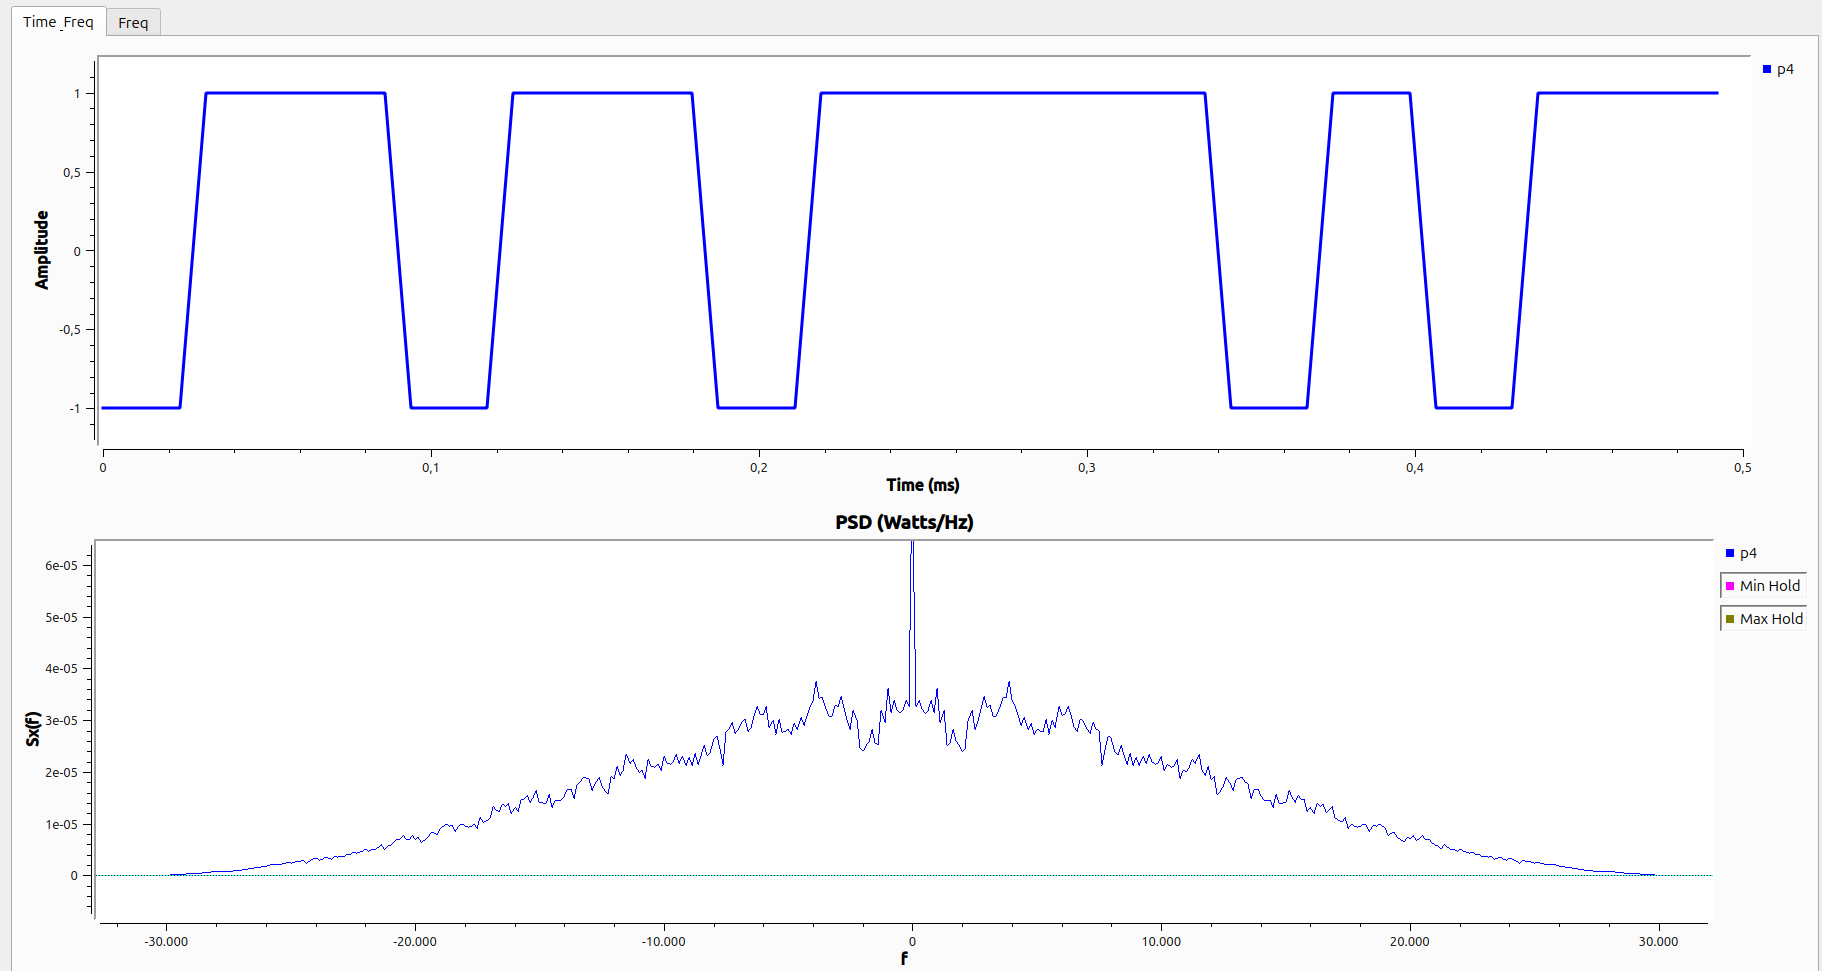 Time_Freq
Freq
p4
1
0,5
0
-0,5
-1
Amplitude
0
0,1
0,2
0,3
0,4
0,5
Time (ms)
PSD (Watts/Hz)
p4
Min Hold
Max Hold
6e-05
5e-05
4e-05
3e-05
2e-05
1e-05
0
Sx(f)
-30.000
-20.000
-10.000
0
10.000
20.000
30.000
f